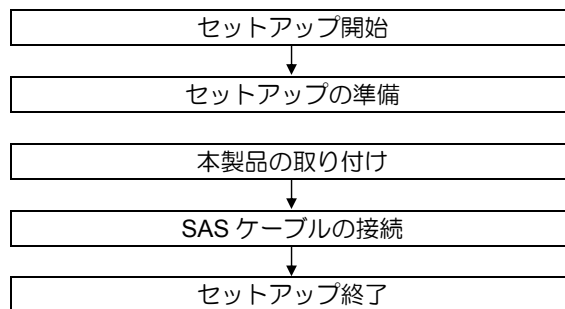 セットアップ開始
セットアップの準備
本製品の取り付け
SAS ケーブルの接続
セットアップ終了